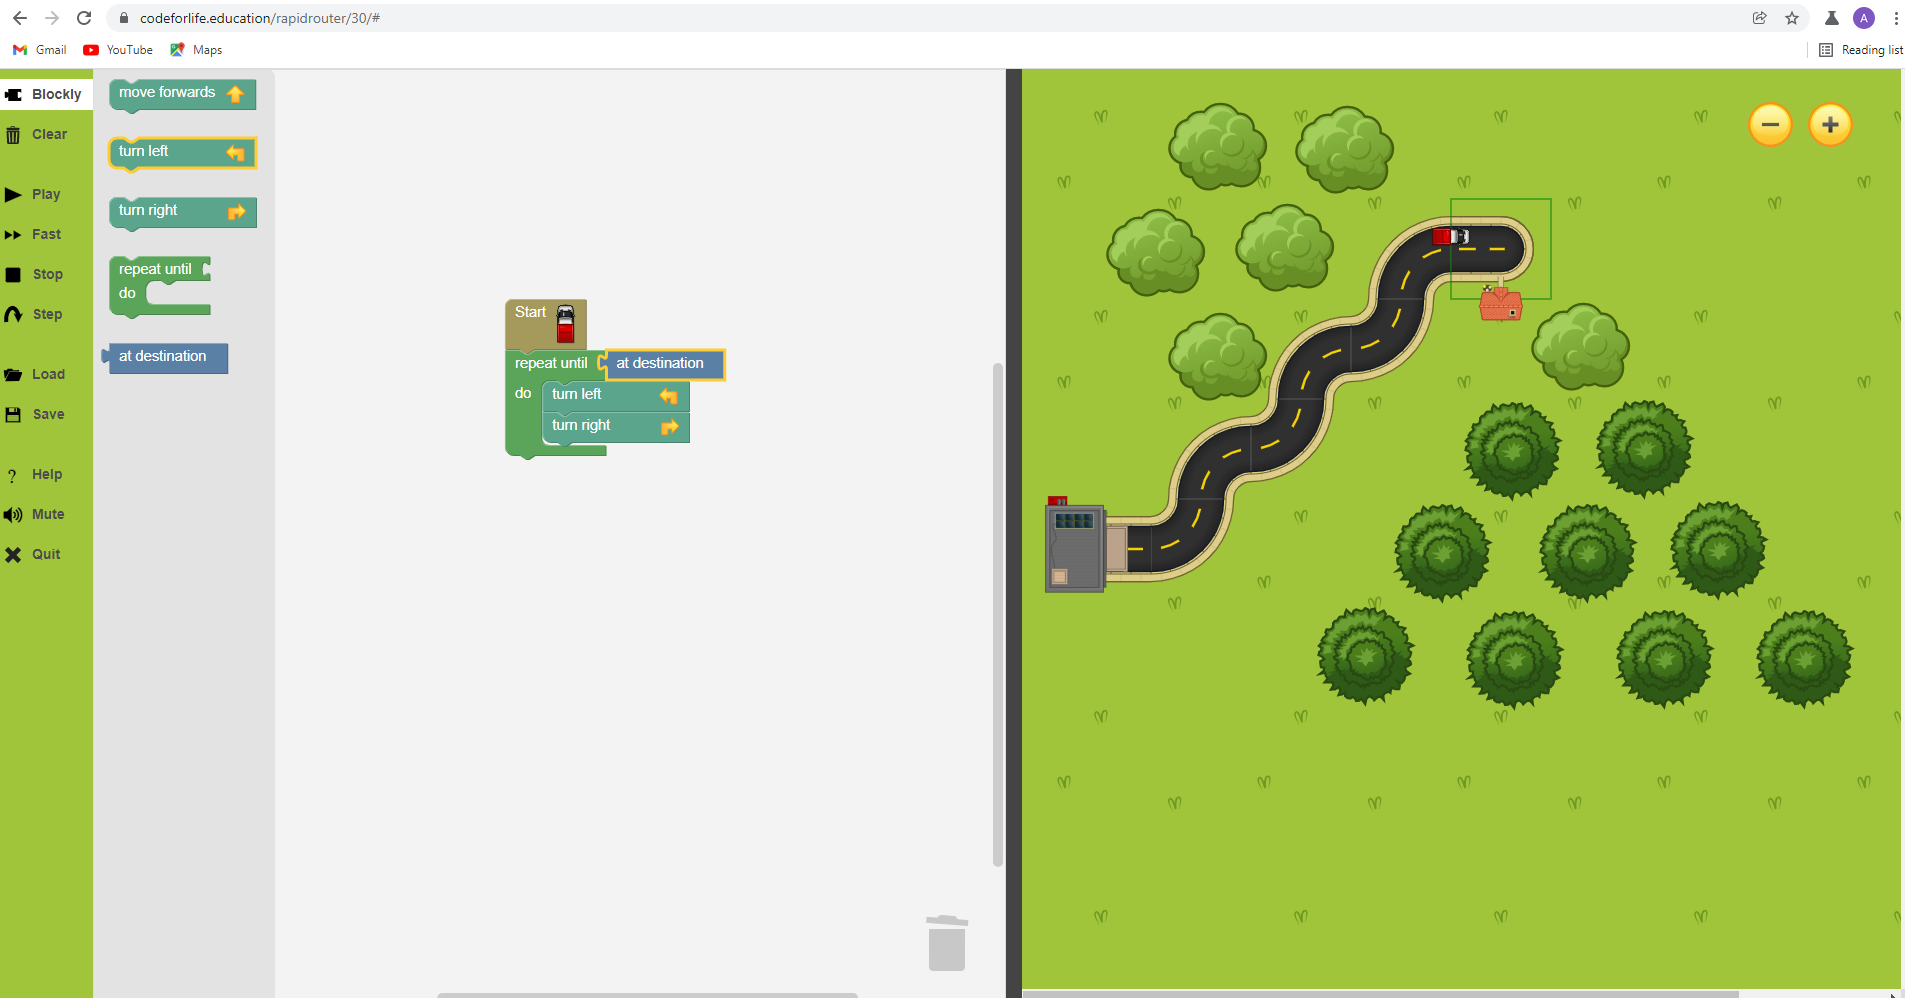 codeforlife.education/rapidrouter/30/#
A
Gmail YouTube Maps Reading list
Blockly
Clear
Play
Fast
Stop
Step
Load
Save
? Help
Mute
Quit
move forwards
turn left
turn right
repeat until
do
at destination
Start
repeat until at destination
do turn left
turn right